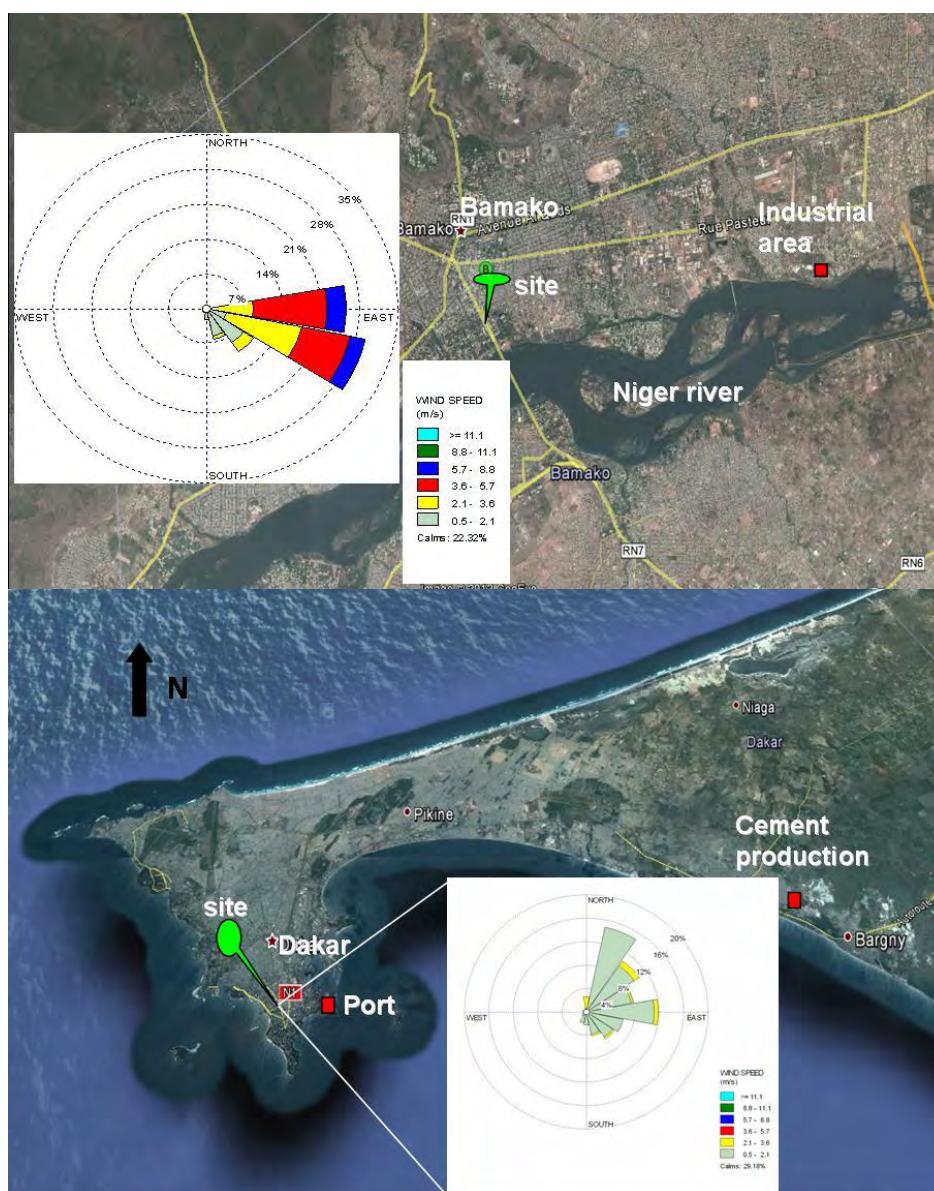 NORTH
35%
28%
21%
14%
7%
WEST
EAST
SOUTH
Bamako
RN1
Bamako
Rue Pasteur
Industrial
area
B
site
WIND SPEED
(m/s)
>= 11.1
8.8 - 11.1
5.7 - 8.8
3.6 - 5.7
2.1 - 3.6
0.5 - 2.1
Calms: 22.32%
Niger river
Bamako
RN7
RN6
N
Niaga
Dakar
Pikine
Cement
production
site
Dakar
Port
Bargny
NORTH
20%
16%
12%
8%
4%
WEST
EAST
SOUTH
WIND SPEED
(m/s)
>= 11.1
8.8 - 11.1
5.7 - 8.8
3.6 - 5.7
2.1 - 3.6
0.5 - 2.1
Calms: 29.18%